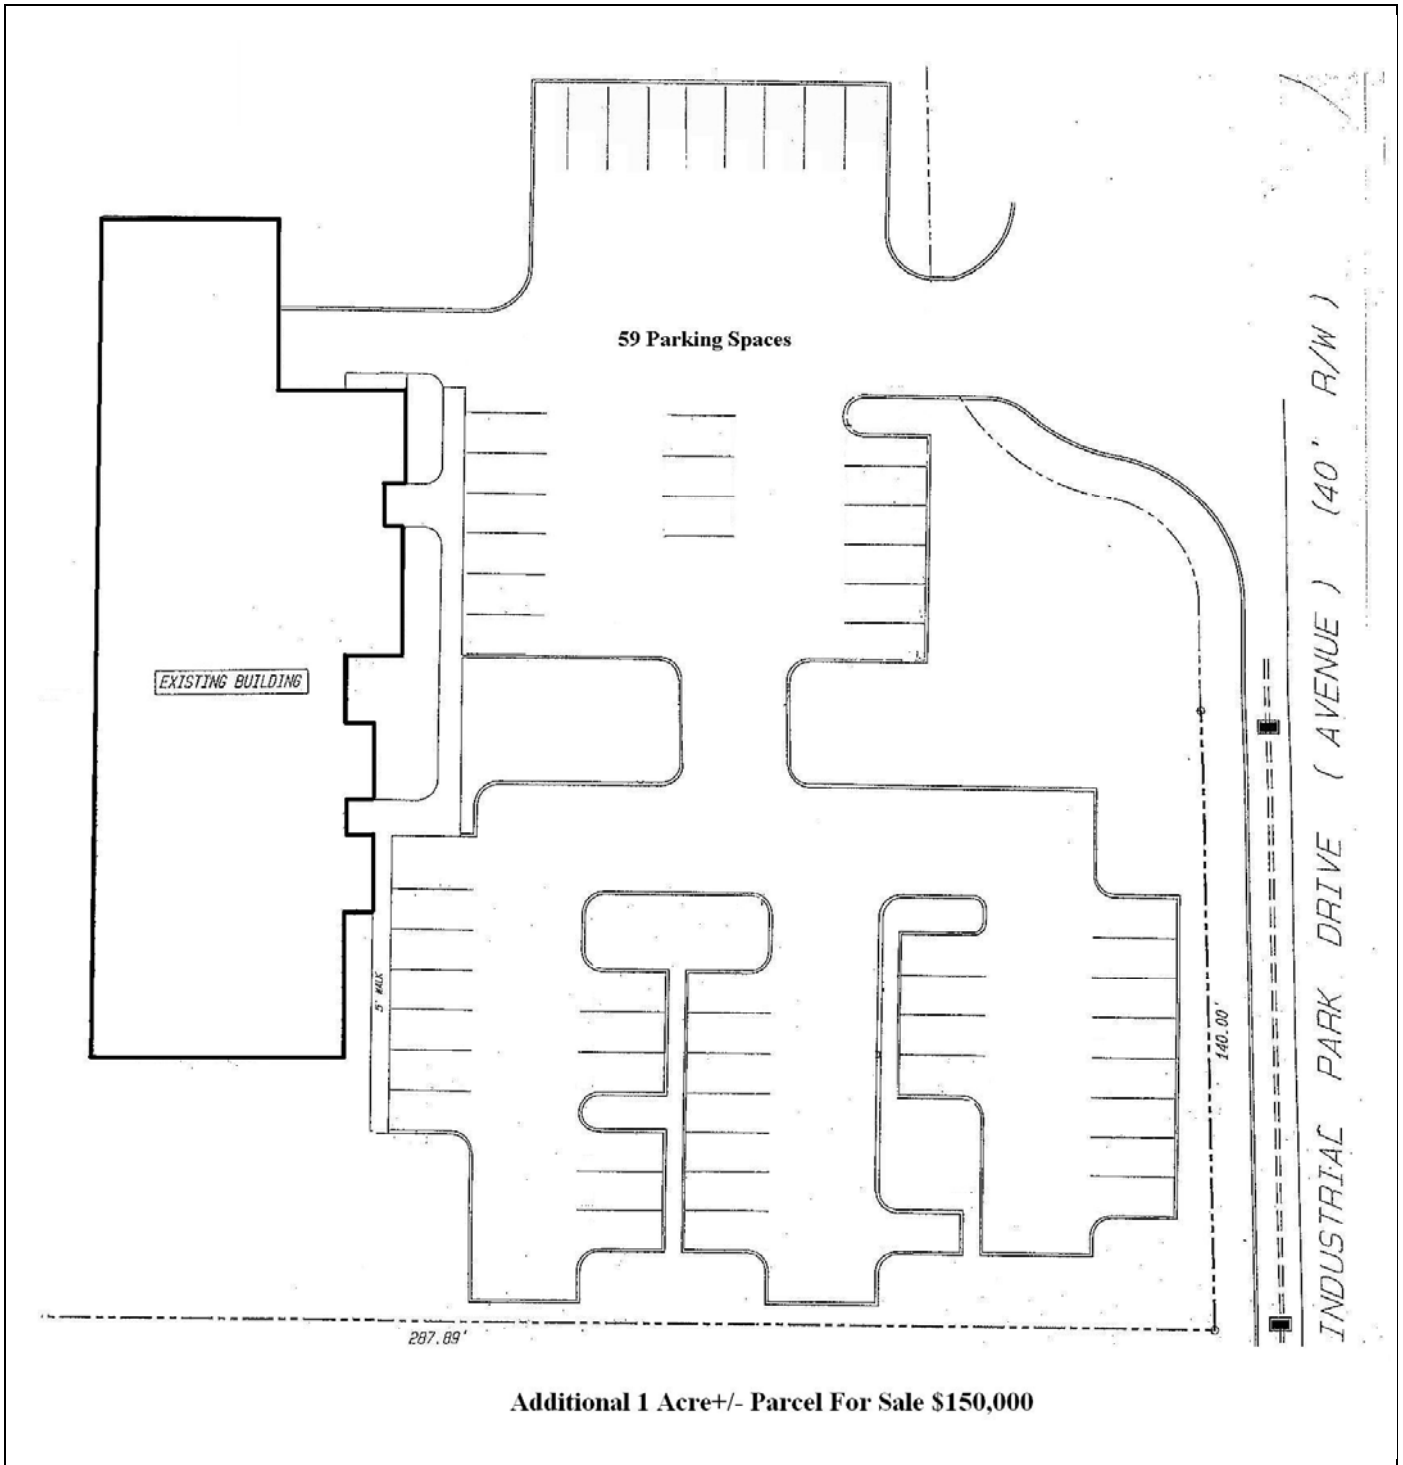 59 Parking Spaces
EXISTING BUILDING
5' WALK
140.00'
INDUSTRIAL PARK DRIVE ( AVENUE ) (40' R/W )
287.89'
Additional 1 Acre+/- Parcel For Sale $150,000